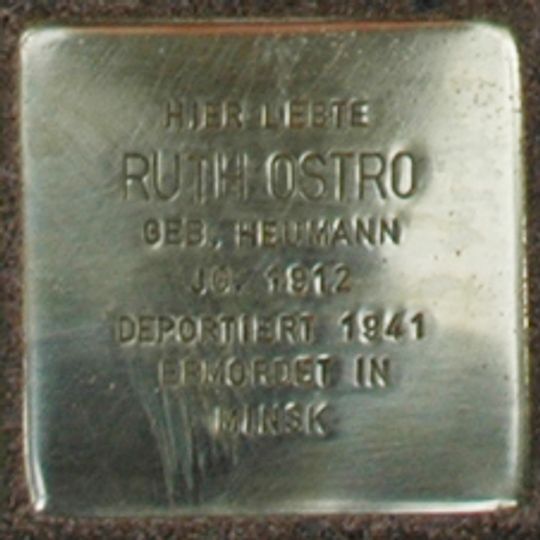 HIER LEBTE
RUTH OSTRO
GEB. HEUMANN
JG. 1912
DEPORTIERT 1941
ERMORDET IN
MINSK